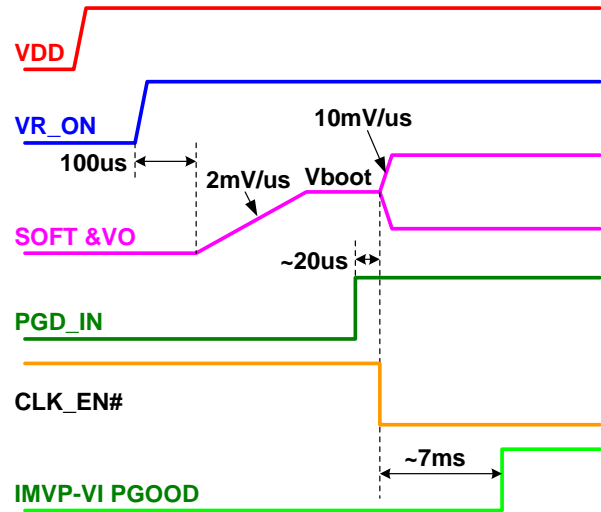 VDD
VR_ON
10mV/us
100us
2mV/us
Vboot
SOFT &VO
~20us
PGD_IN
CLK_EN#
~7ms
IMVP-VI PGOOD